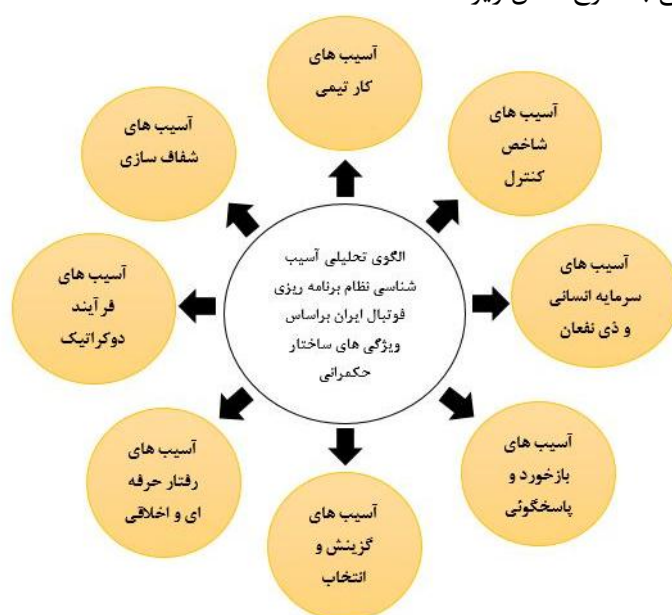 الگوی تحلیلی آسیب
شناسی نظام برنامه ریزی
فوتبال ایران براساس
ویژگی های ساختار
حکمرانی
آسیب های
کار تیمی
آسیب های
شاخص
کنترل
آسیب های
سرمایه انسانی
و ذی نفعان
آسیب های
بازخورد و
پاسخگوئی
آسیب های
گزینش و
انتخاب
آسیب های
رفتار حرفه
ای و اخلاقی
آسیب های
فرآیند
دوکراتیک
آسیب های
شفاف سازی